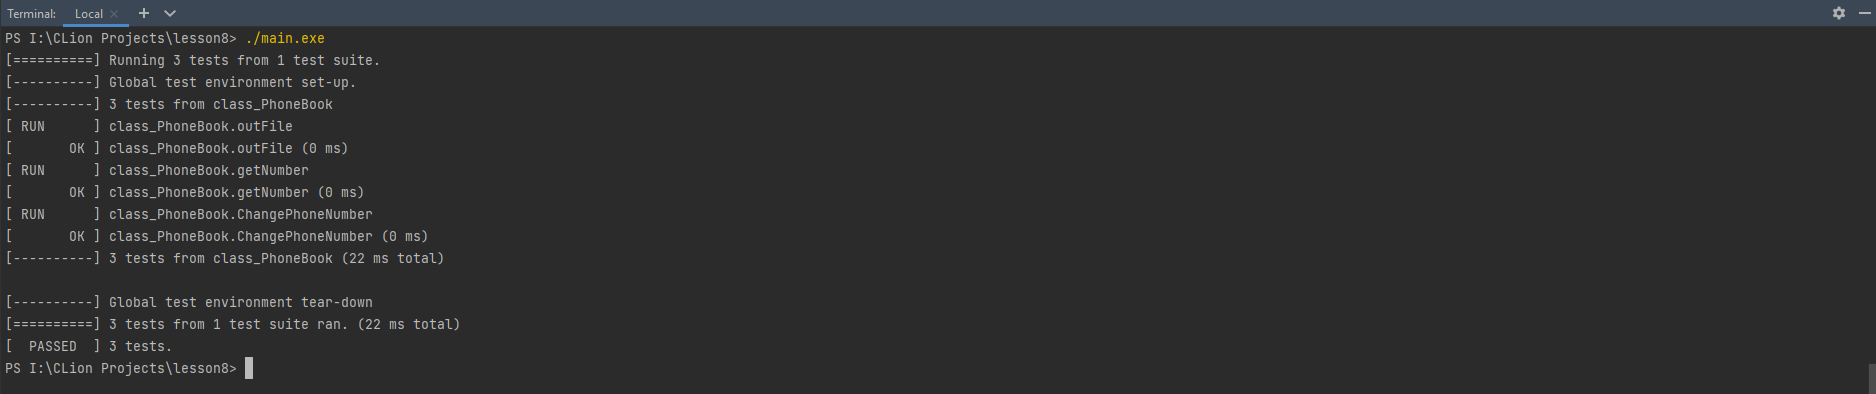 Terminal: Local × + 
PS I:\CLion Projects\lesson8> ./main.exe
[==========] Running 3 tests from 1 test suite.
[----------] Global test environment set-up.
[----------] 3 tests from class_PhoneBook
[ RUN      ] class_PhoneBook.outFile
[       OK ] class_PhoneBook.outFile (0 ms)
[ RUN      ] class_PhoneBook.getNumber
[       OK ] class_PhoneBook.getNumber (0 ms)
[ RUN      ] class_PhoneBook.ChangePhoneNumber
[       OK ] class_PhoneBook.ChangePhoneNumber (0 ms)
[----------] 3 tests from class_PhoneBook (22 ms total)

[----------] Global test environment tear-down
[==========] 3 tests from 1 test suite ran. (22 ms total)
[  PASSED  ] 3 tests.
PS I:\CLion Projects\lesson8>